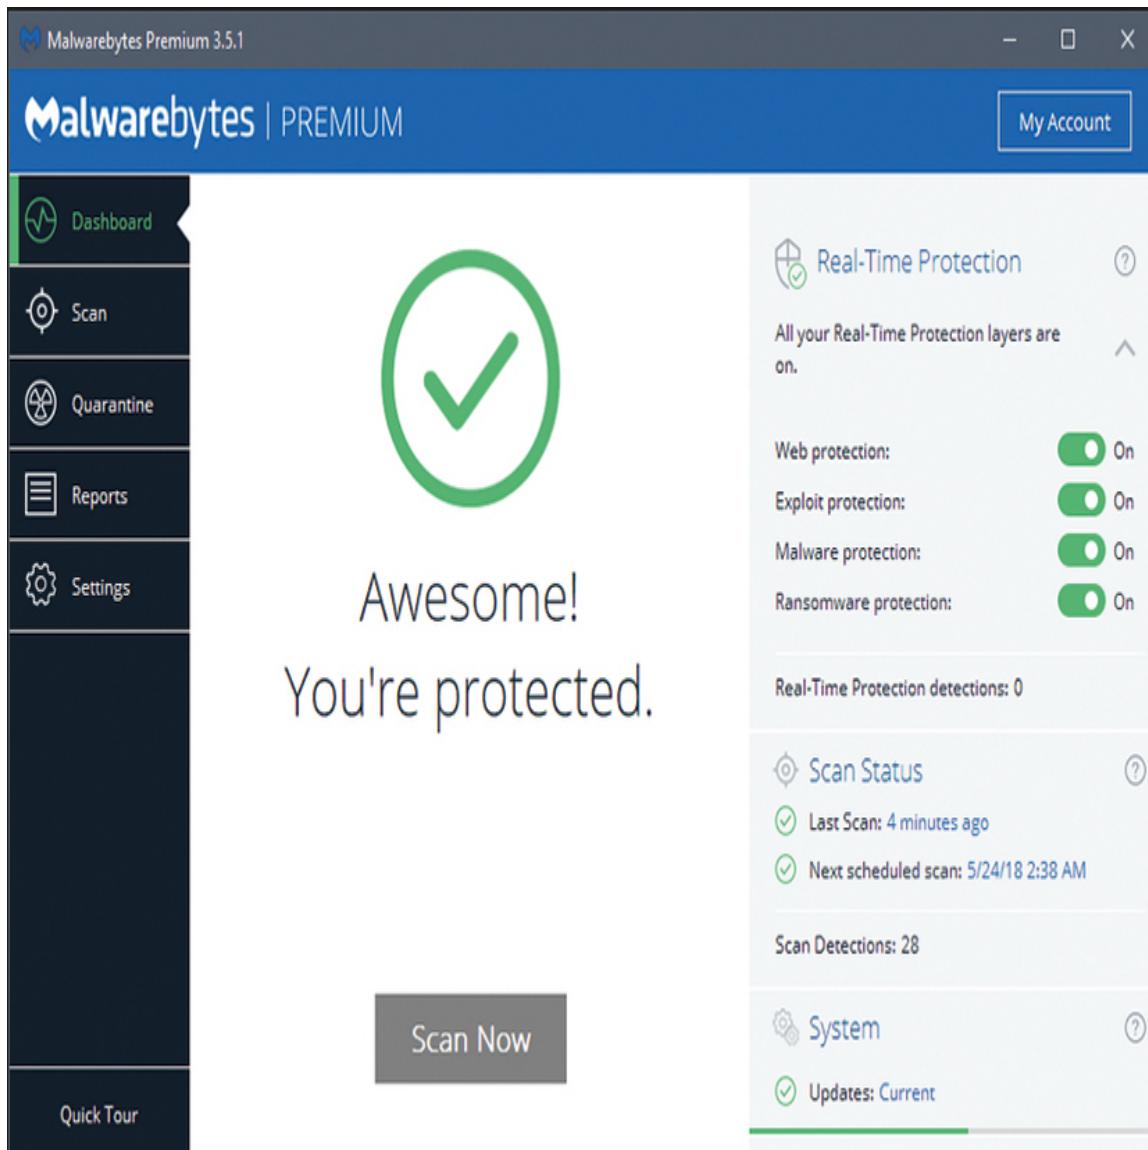 Malwarebytes Premium 3.5.1
Malwarebytes | PREMIUM
My Account
Dashboard
Scan
Quarantine
Reports
Settings
Quick Tour
Awesome!
You're protected.
Scan Now
Real-Time Protection
All your Real-Time Protection layers are
on.
Web protection: On
Exploit protection: On
Malware protection: On
Ransomware protection: On
Real-Time Protection detections: 0
Scan Status
Last Scan: 4 minutes ago
Next scheduled scan: 5/24/18 2:38 AM
Scan Detections: 28
System
Updates: Current